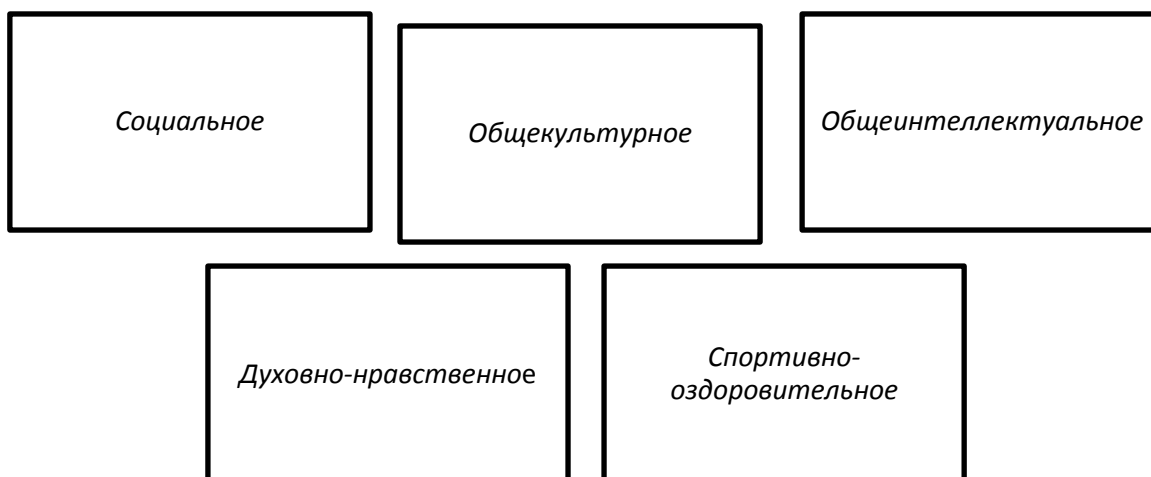 Социальное
Общекультурное
Общеинтеллектуальное
Духовно-нравственное
Спортивно-
оздоровительное